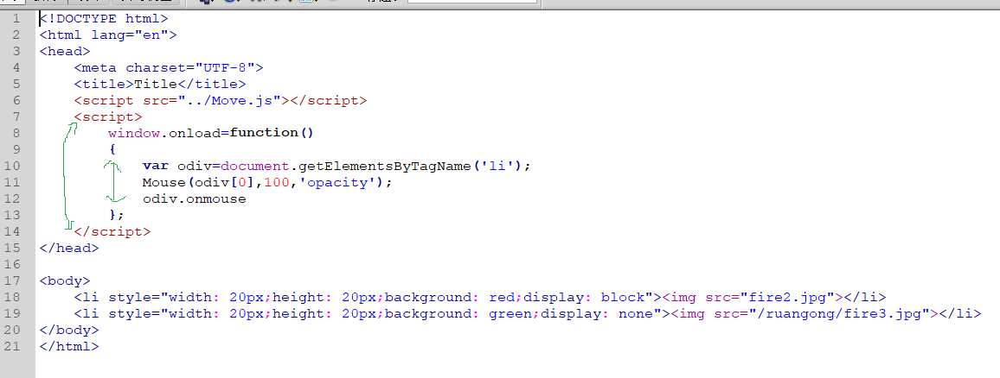 1 <!DOCTYPE html>
2 <html lang="en">
3 <head>
4     <meta charset="UTF-8">
5     <title>Title</title>
6     <script src="../Move.js"></script>
7     <script>
8         window.onload=function()
9         {
10             var odiv=document.getElementsByTagName('li');
11             Mouse(odiv[0],100,'opacity');
12             odiv.onmouse
13         };
14     </script>
15 </head>
16
17 <body>
18     <li style="width: 20px;height: 20px;background: red;display: block"><img src="fire2.jpg"></li>
19     <li style="width: 20px;height: 20px;background: green;display: none"><img src="/ruangong/fire3.jpg"></li>
20 </body>
21 </html>